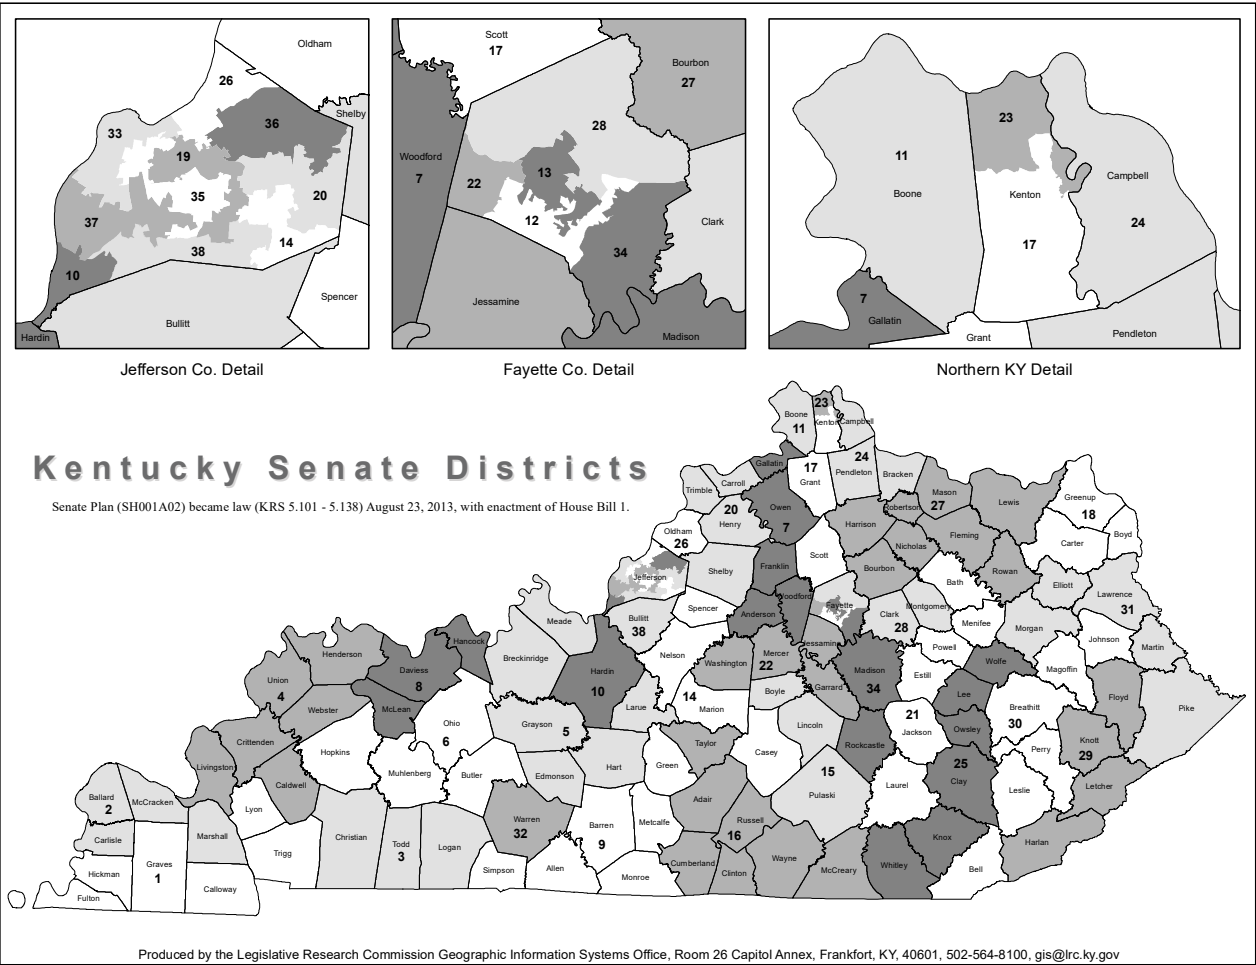 Oldham
26
36
Shelby
33
19
35
20
37
14
38
10
Spencer
Bullitt
Hardin
Jefferson Co. Detail
Scott
17
Bourbon
27
28
Woodford
7
22
13
12
Clark
34
Jessamine
Madison
Fayette Co. Detail
23
11
Boone
Kenton
Campbell
24
17
7
Gallatin
Grant
Pendleton
Northern KY Detail
Kentucky Senate Districts
Senate Plan (SH001A02) became law (KRS 5.101 - 5.138) August 23, 2013, with enactment of House Bill 1.
Boone
11
23
Kenton
Campbell
Gallatin
17
Grant
24
Pendleton
Bracken
Trimble
Carroll
20
Henry
Owen
7
Robertson
Mason
27
Lewis
Greenup
18
Boyd
Carter
Oldham
26
Harrison
Fleming
Nicholas
Scott
Jefferson
Shelby
Franklin
Bourbon
Rowan
Bath
Elliott
Lawrence
31
Woodford
Fayette
Montgomery
Clark
28
Menifee
Morgan
Johnson
Martin
Spencer
Anderson
Bullitt
38
Meade
Jessamine
Powell
Nelson
Mercer
22
Washington
Wolfe
Magoffin
Hancock
Breckinridge
Henderson
Daviess
8
Hardin
10
Madison
34
Estill
Union
4
Garrard
Boyle
Lee
Floyd
Pike
14
Marion
Larue
Webster
McLean
Ohio
6
Grayson
5
Lincoln
21
Jackson
Breathitt
30
Owsley
Knott
29
Perry
Crittenden
Hopkins
Taylor
Casey
Rockcastle
Livingston
Muhlenberg
Butler
Edmonson
Hart
Green
15
Pulaski
25
Clay
Laurel
Leslie
Letcher
Caldwell
Ballard
2
McCracken
Lyon
Adair
Warren
32
Barren
9
Metcalfe
Russell
16
Carlisle
Marshall
Christian
Todd
3
Logan
Knox
Harlan
Trigg
Wayne
Graves
1
Hickman
Calloway
Simpson
Allen
Monroe
Cumberland
Clinton
McCreary
Whitley
Bell
Fulton
Produced by the Legislative Research Commission Geographic Information Systems Office, Room 26 Capitol Annex, Frankfort, KY, 40601, 502-564-8100, gis@lrc.ky.gov